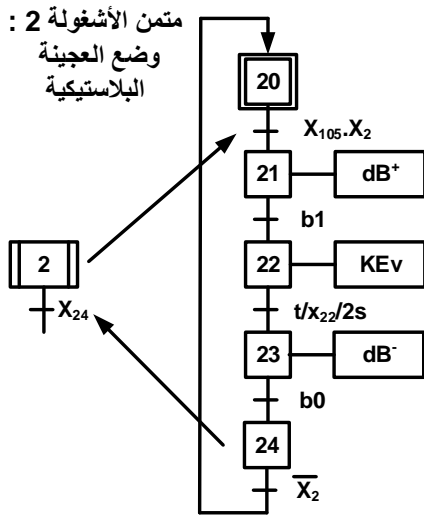 متمن الأشغولة 2 :
وضع العجينة
البلاستيكية
20
X105.X2
21 dB+
b1
2
22 KEv
X24
t/x22/2s
23 dB-
b0
24
X̅2